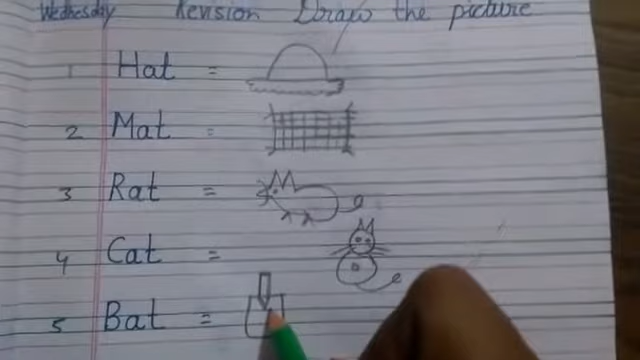 Wednesday Revision Draw the picture
1 Hat =
2 Mat =
3 Rat =
4 Cat =
5 Bat =